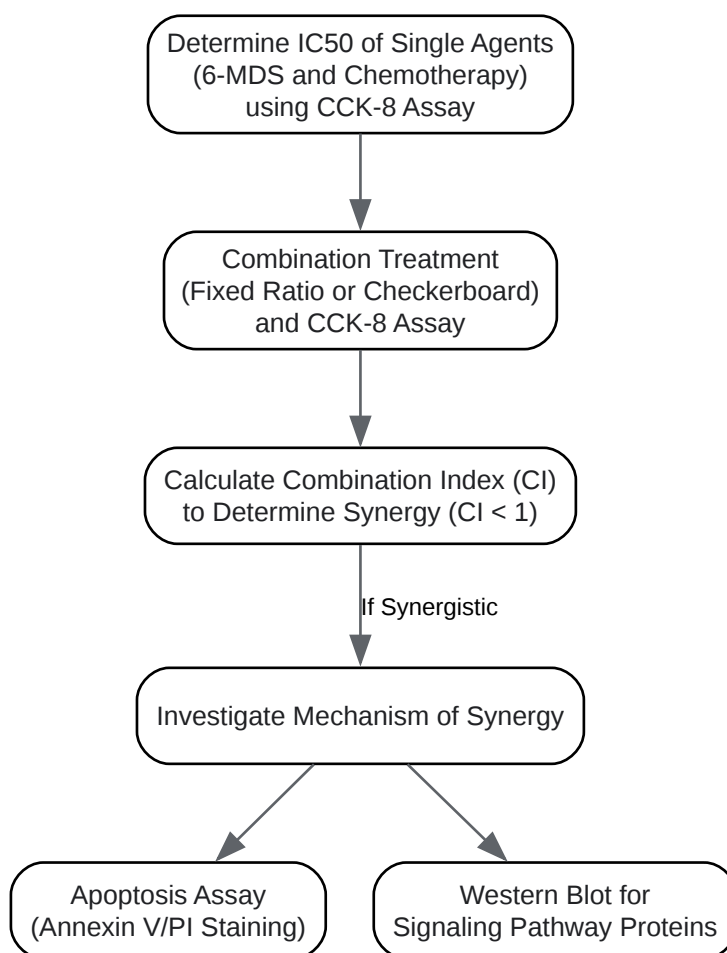 Determine IC50 of Single Agents
(6-MDS and Chemotherapy)
using CCK-8 Assay
Combination Treatment
(Fixed Ratio or Checkerboard)
and CCK-8 Assay
Calculate Combination Index (CI)
to Determine Synergy (CI < 1)
If Synergistic
Investigate Mechanism of Synergy
Apoptosis Assay
(Annexin V/PI Staining)
Western Blot for
Signaling Pathway Proteins